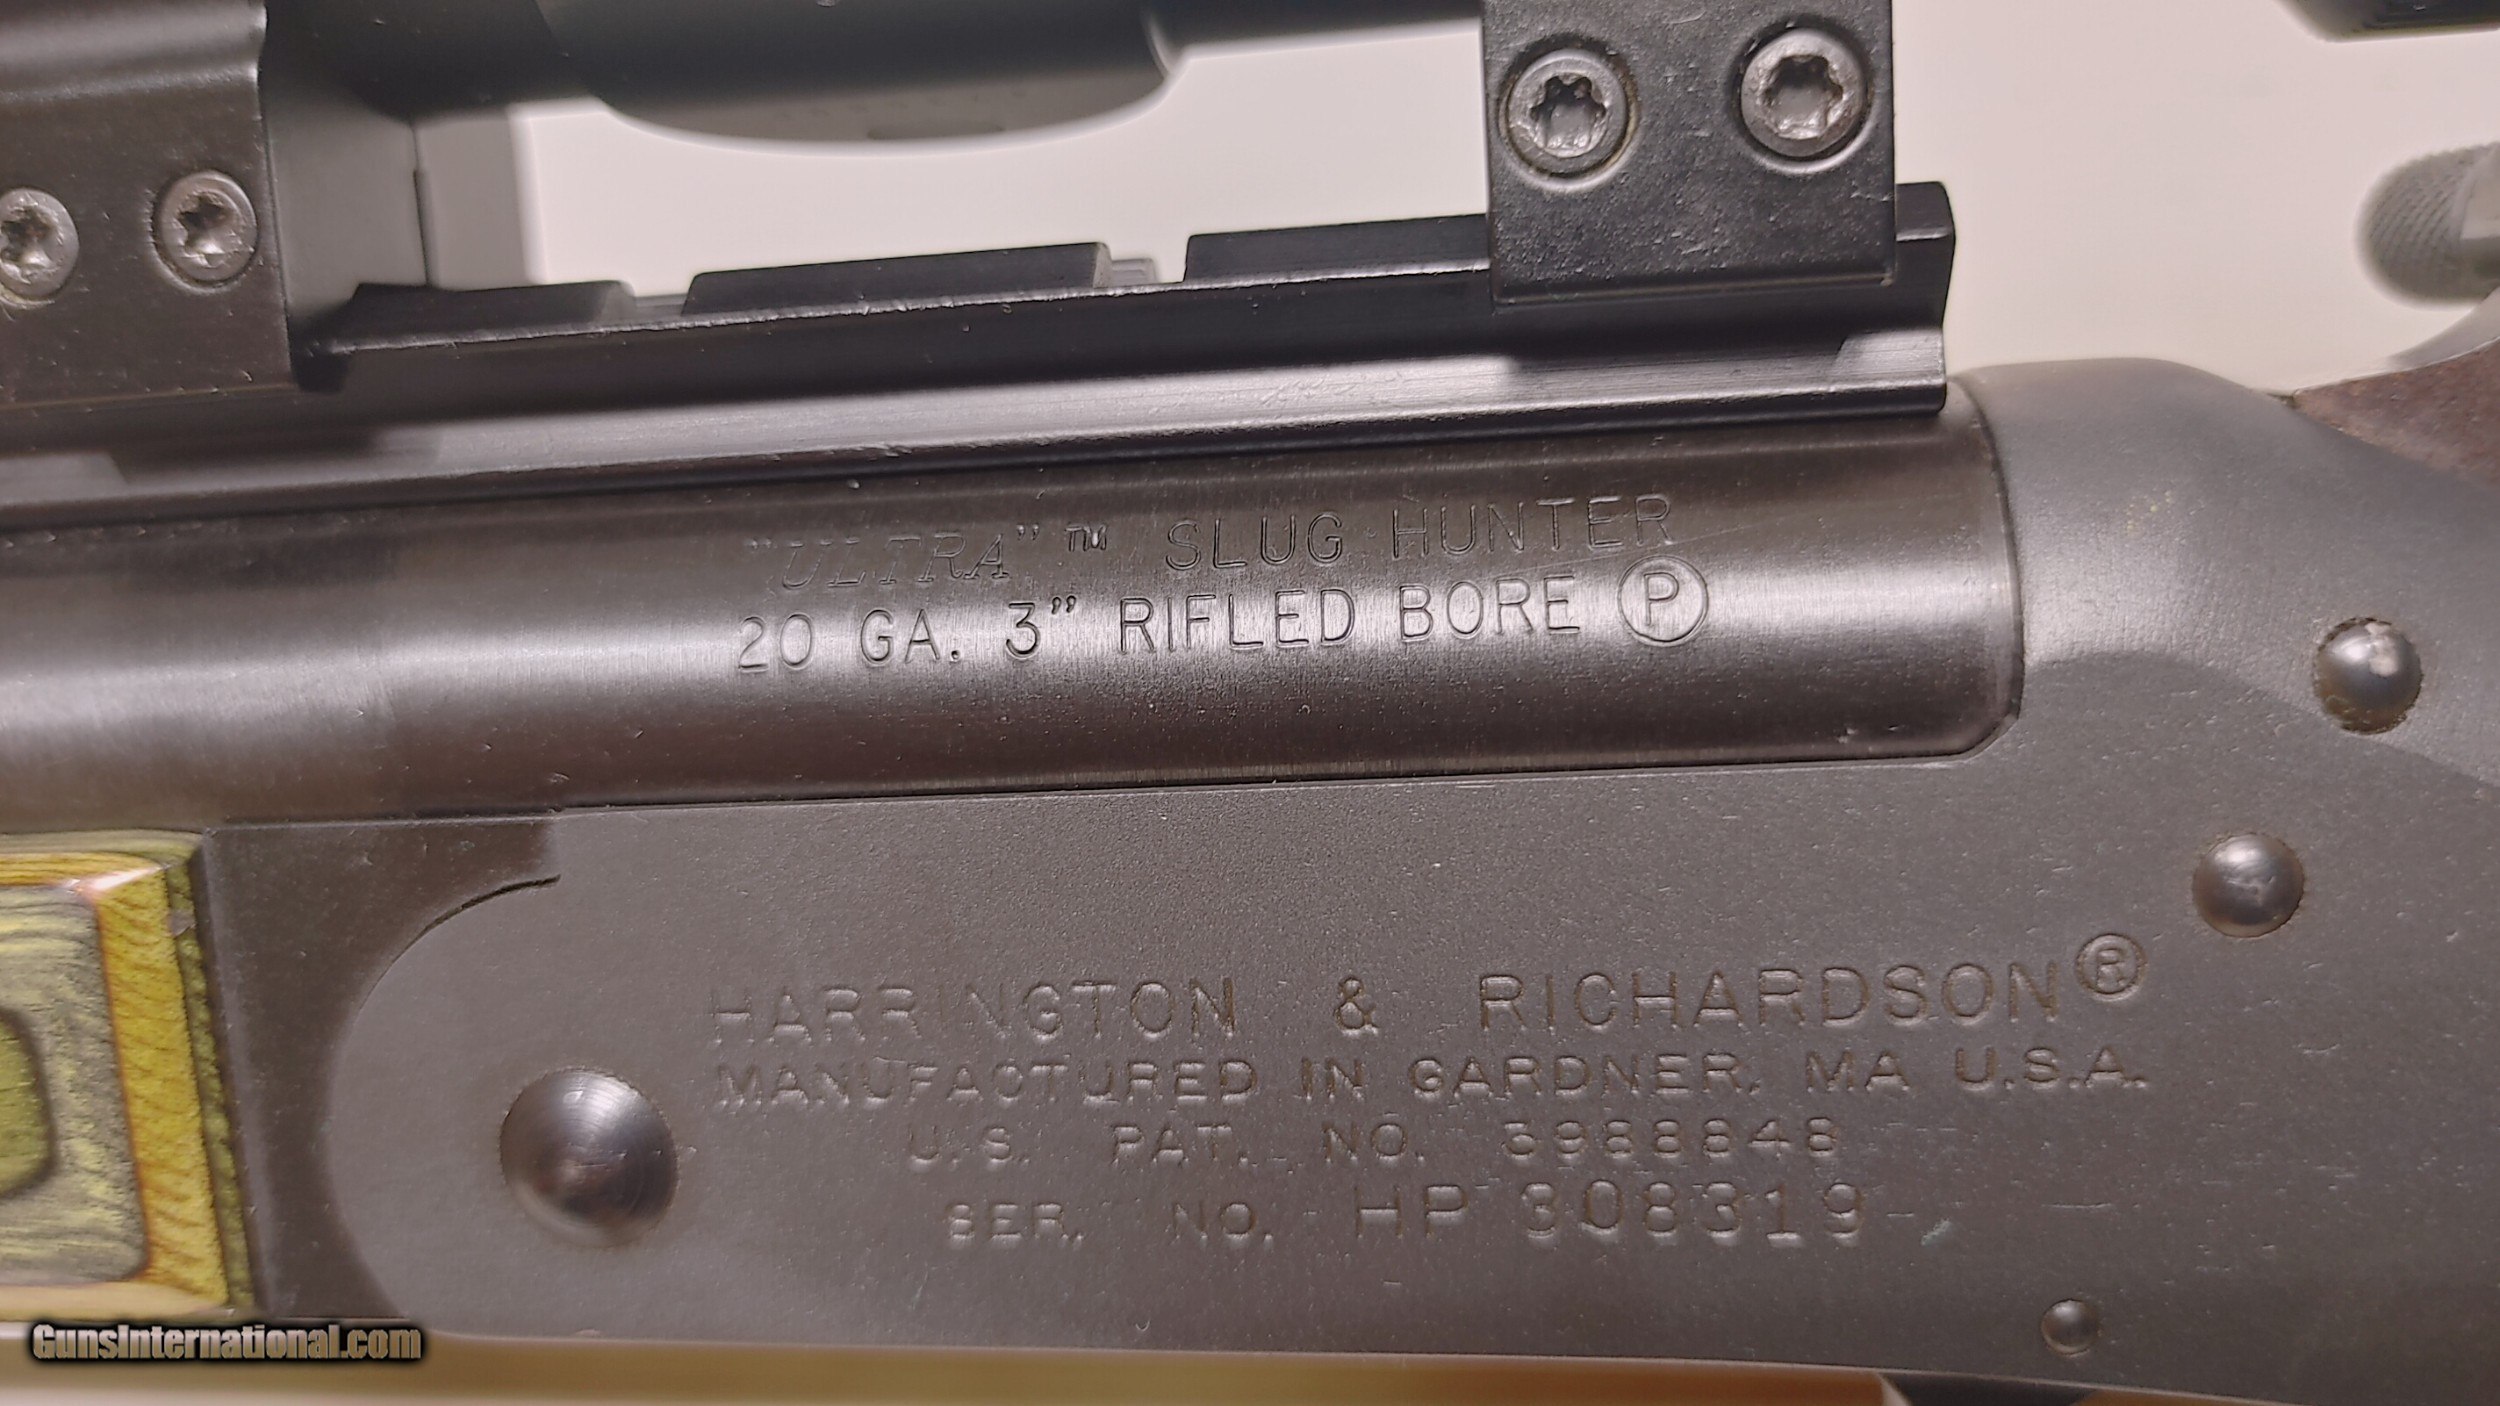 "ULTRA"™ SLUG HUNTER
20 GA. 3" RIFLED BORE Ⓟ
HARRINGTON & RICHARDSON®
MANUFACTURED IN GARDNER, MA U.S.A.
U.S. PAT. NO. 3988848
SER. NO. HP 308319
GunsInternational.com